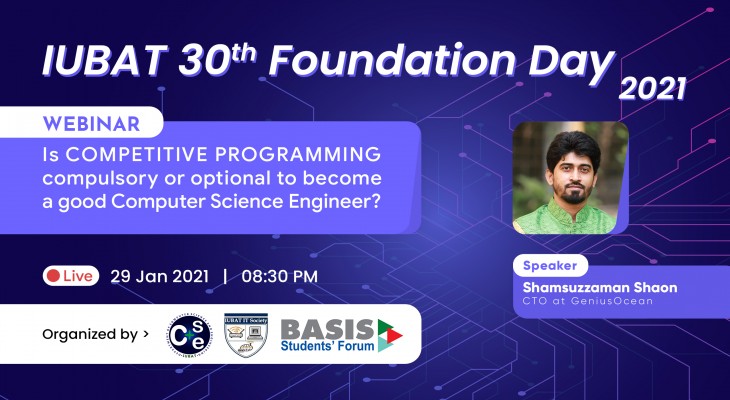 IUBAT 30th Foundation Day
2021
WEBINAR
Is COMPETITIVE PROGRAMMING
compulsory or optional to become
a good Computer Science Engineer?
Live 29 Jan 2021 | 08:30 PM
Speaker
Shamsuzzaman Shaon
CTO at GeniusOcean
Organized by >
CSe
IUBAT
IUBAT IT Society
BASIS
Students' Forum